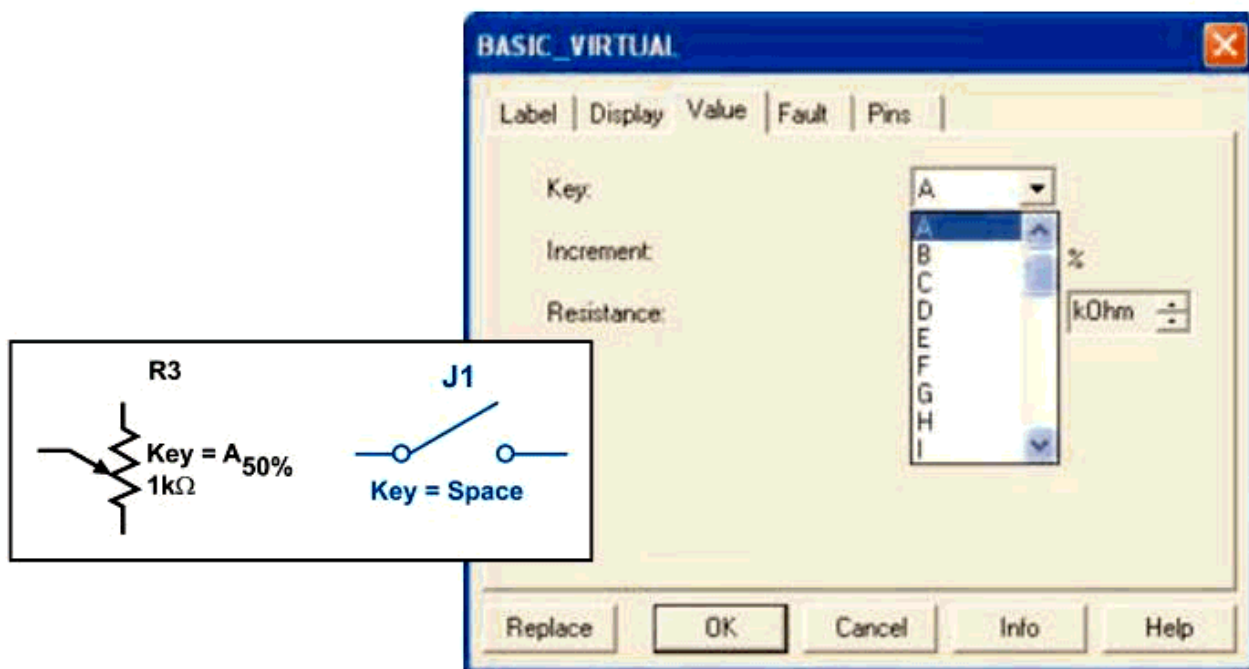 BASIC_VIRTUAL
Label Display Value Fault Pins
Key: A
A
B
C
D
E
F
G
H
I
Increment:
%
Resistance:
kOhm
R3
Key = A 50%
1kΩ
J1
Key = Space
Replace OK Cancel Info Help